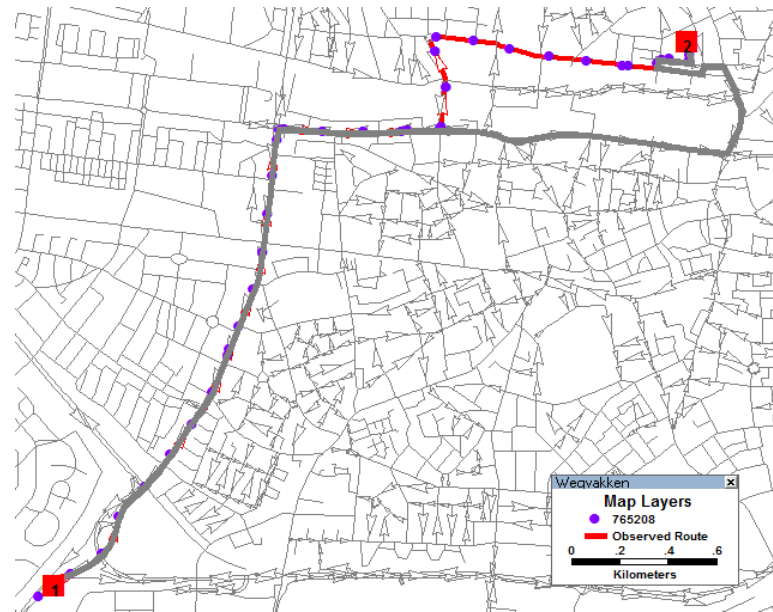 2
1
Wegvakken
Map Layers
765208
Observed Route
0 .2 .4 .6
Kilometers